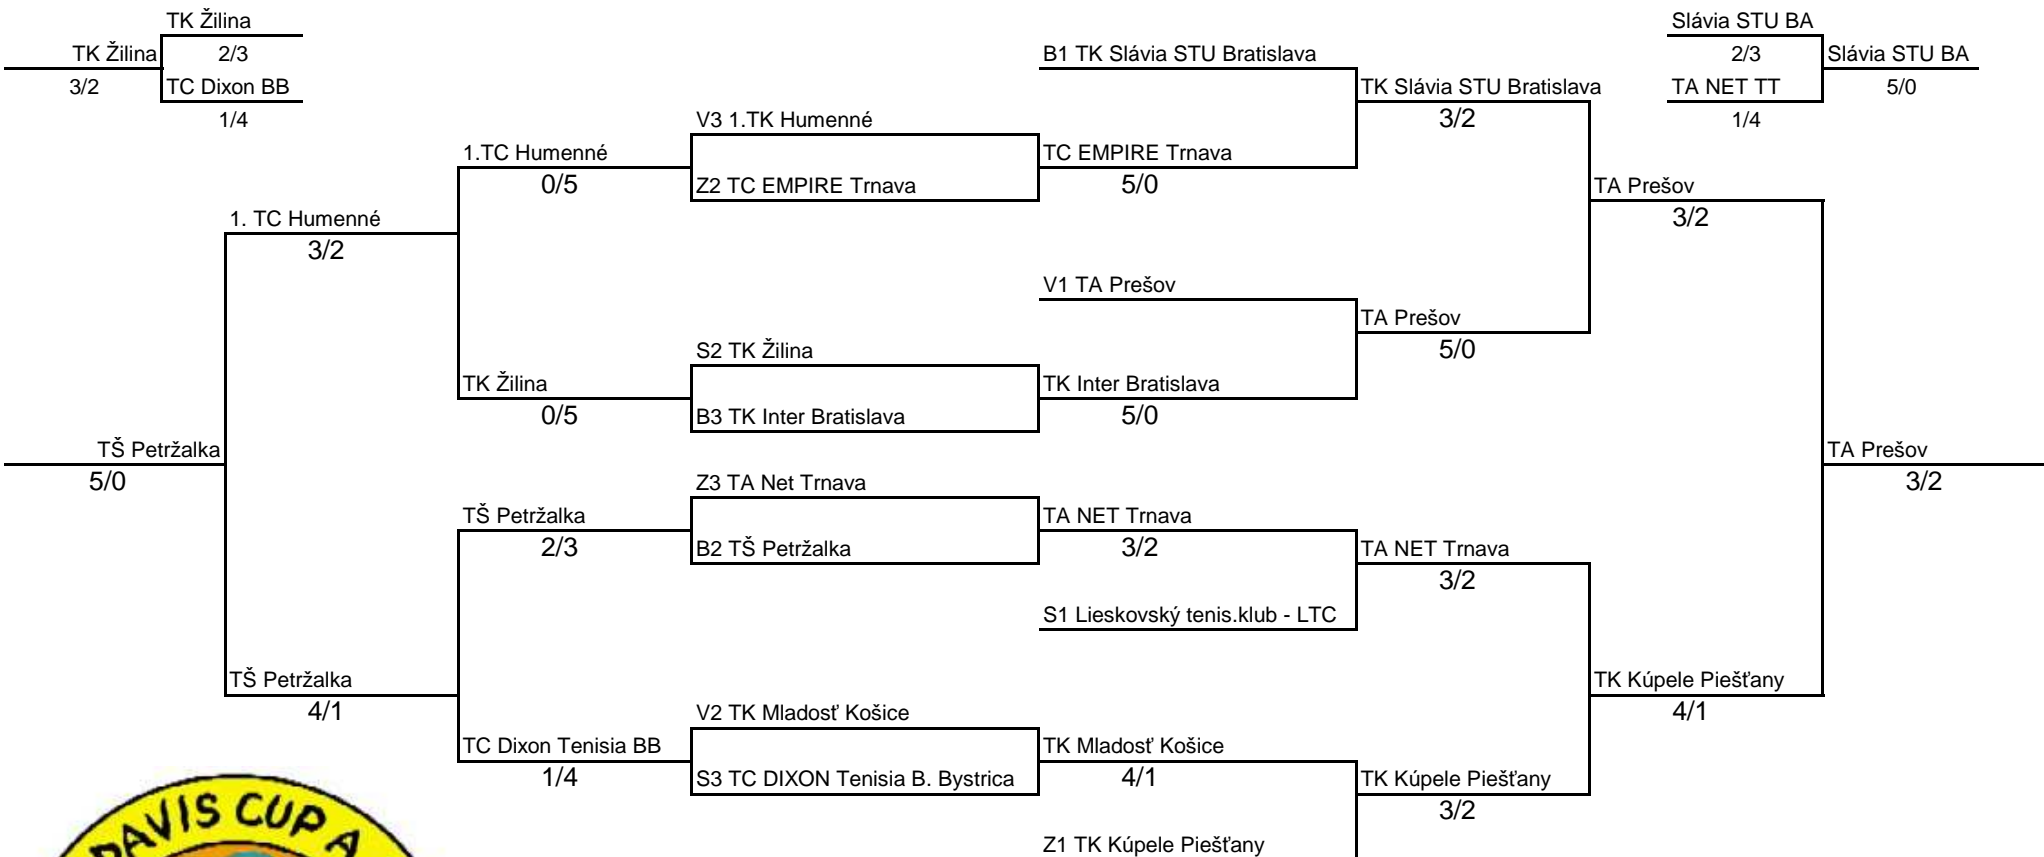 TK Žilina
Slávia STU BA
TK Žilina
2/3
B1 TK Slávia STU Bratislava
2/3
Slávia STU BA
3/2
TC Dixon BB
TK Slávia STU Bratislava
TA NET TT
5/0
1/4
V3 1.TK Humenné
3/2
1/4
1.TC Humenné
TC EMPIRE Trnava
0/5
Z2 TC EMPIRE Trnava
5/0
TA Prešov
1. TC Humenné
3/2
3/2
V1 TA Prešov
TA Prešov
S2 TK Žilina
5/0
TK Žilina
TK Inter Bratislava
0/5
B3 TK Inter Bratislava
5/0
TŠ Petržalka
TA Prešov
5/0
Z3 TA Net Trnava
3/2
TŠ Petržalka
TA NET Trnava
2/3
B2 TŠ Petržalka
3/2
TA NET Trnava
3/2
S1 Lieskovský tenis.klub - LTC
TŠ Petržalka
TK Kúpele Piešťany
4/1
V2 TK Mladosť Košice
4/1
TC Dixon Tenisia BB
TK Mladosť Košice
1/4
S3 TC DIXON Tenisia B. Bystrica
4/1
TK Kúpele Piešťany
3/2
DAVIS CUP A
Z1 TK Kúpele Piešťany